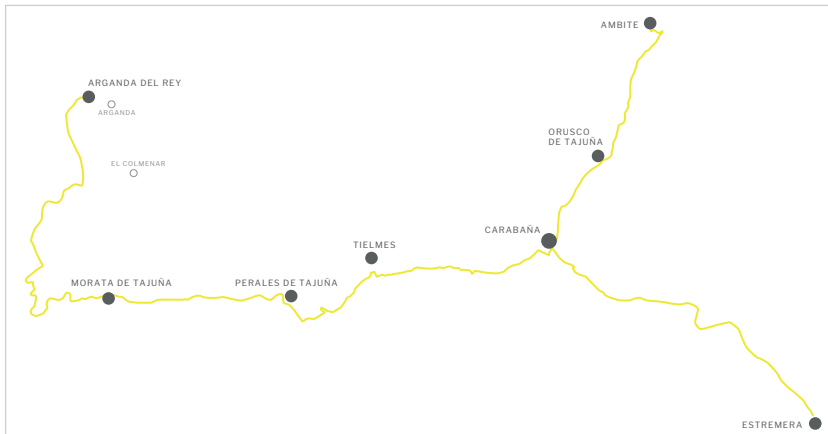 AMBITE
ARGANDA DEL REY
ARGANDA
ORUSCO
DE TAJUÑA
EL COLMENAR
CARABAÑA
TIELMES
MORATA DE TAJUÑA
PERALES DE TAJUÑA
ESTREMERA